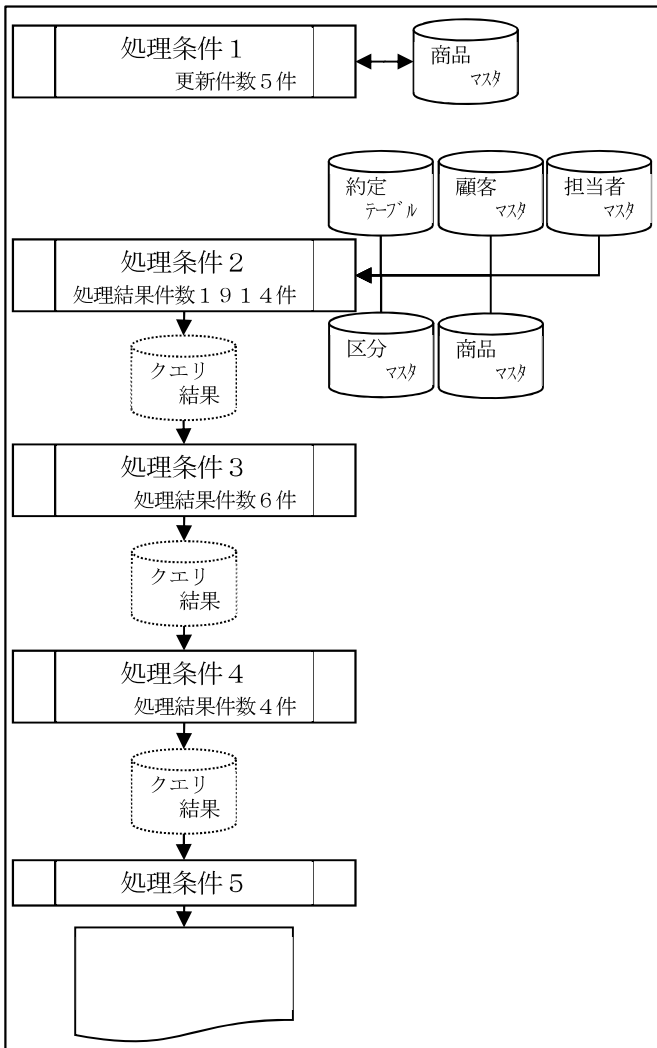 処理条件１
更新件数５件
商品
ﾏｽﾀ
約定
ﾃｰﾌﾞﾙ
顧客
ﾏｽﾀ
担当者
ﾏｽﾀ
処理条件２
処理結果件数１９１４件
区分
ﾏｽﾀ
商品
ﾏｽﾀ
クエリ
結果
処理条件３
処理結果件数６件
クエリ
結果
処理条件４
処理結果件数４件
クエリ
結果
処理条件５